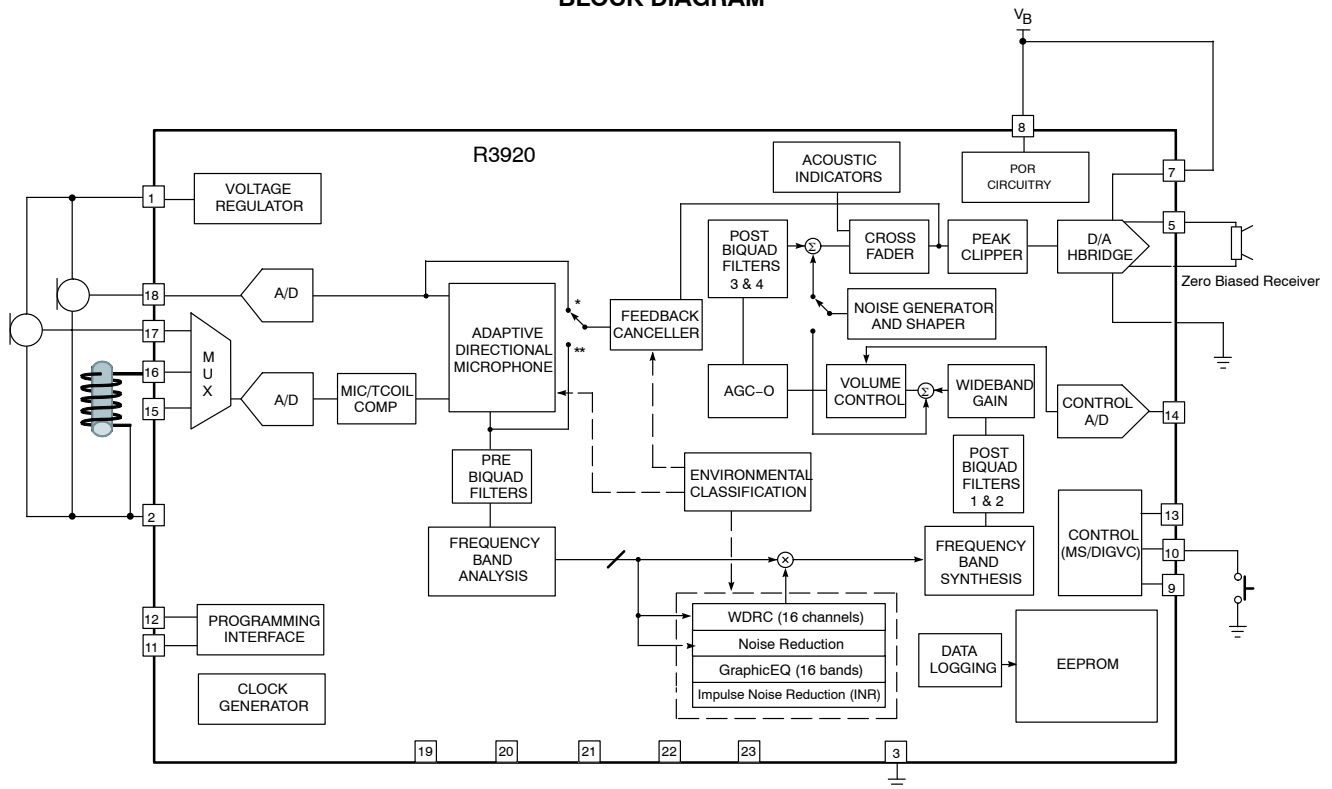 BLOCK DIAGRAM
VB
8
R3920
ACOUSTIC
INDICATORS
POR
CIRCUITRY
7
1
VOLTAGE
REGULATOR
5
POST
BIQUAD
FILTERS
3 & 4
Σ
CROSS
FADER
PEAK
CLIPPER
D/A
HBRIDGE
Zero Biased Receiver
18
A/D
*
FEEDBACK
CANCELLER
NOISE GENERATOR
AND SHAPER
17
ADAPTIVE
DIRECTIONAL
MICROPHONE
**
MUX
16
15
A/D
MIC/TCOIL
COMP
AGC-O
VOLUME
CONTROL
Σ
WIDEBAND
GAIN
CONTROL
A/D
14
PRE
BIQUAD
FILTERS
ENVIRONMENTAL
CLASSIFICATION
POST
BIQUAD
FILTERS
1 & 2
2
13
CONTROL
(MS/DIGVC)
10
9
FREQUENCY
BAND
ANALYSIS
×
FREQUENCY
BAND
SYNTHESIS
12
11
PROGRAMMING
INTERFACE
WDRC (16 channels)
Noise Reduction
GraphicEQ (16 bands)
Impulse Noise Reduction (INR)
DATA
LOGGING
EEPROM
CLOCK
GENERATOR
19
20
21
22
23
3